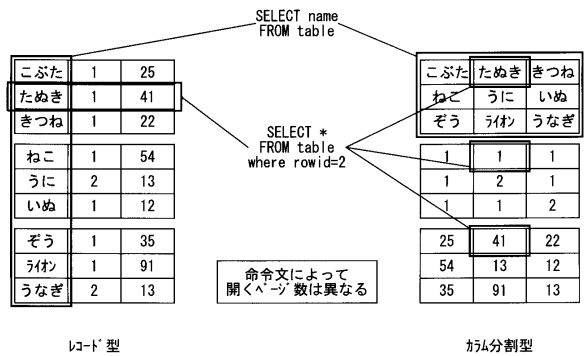 SELECT name
FROM table
こぶた 1 25
たぬき 1 41
きつね 1 22
ねこ 1 54
うに 2 13
いぬ 1 12
ぞう 1 35
ﾗｲｵﾝ 1 91
うなぎ 2 13
ﾚｺｰﾄﾞ型
SELECT *
FROM table
where rowid=2
命令文によって
開くﾍﾟｰｼﾞ数は異なる
こぶた たぬき きつね
ねこ うに いぬ
ぞう ﾗｲｵﾝ うなぎ
1 1 1
1 2 1
1 1 2
25 41 22
54 13 12
35 91 13
ｶﾗﾑ分割型